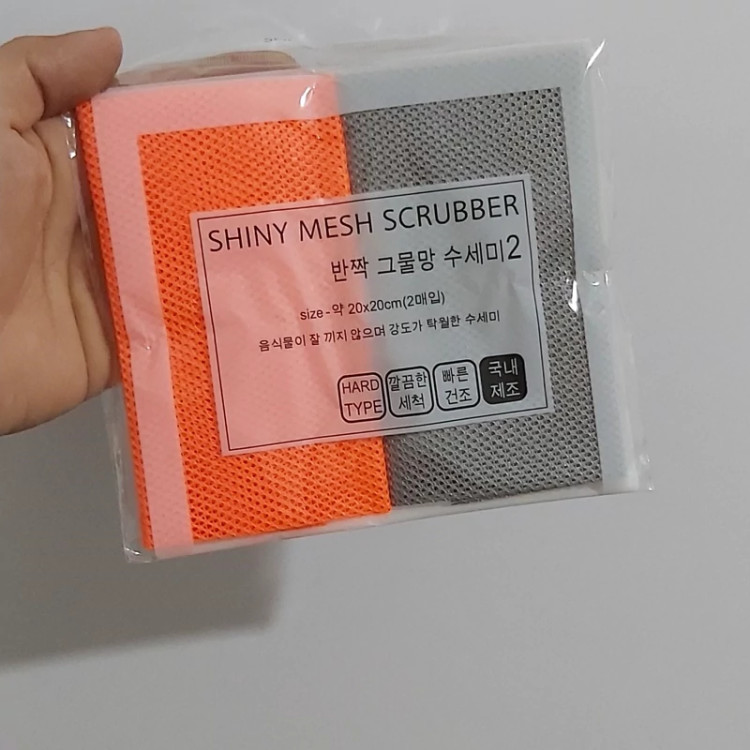 SHINY MESH SCRUBBER
반짝 그물망 수세미2
size - 약 20x20cm(2매입)
음식물이 잘 끼지 않으며 강도가 탁월한 수세미
HARD TYPE
깔끔한 세척
빠른 건조
국내 제조